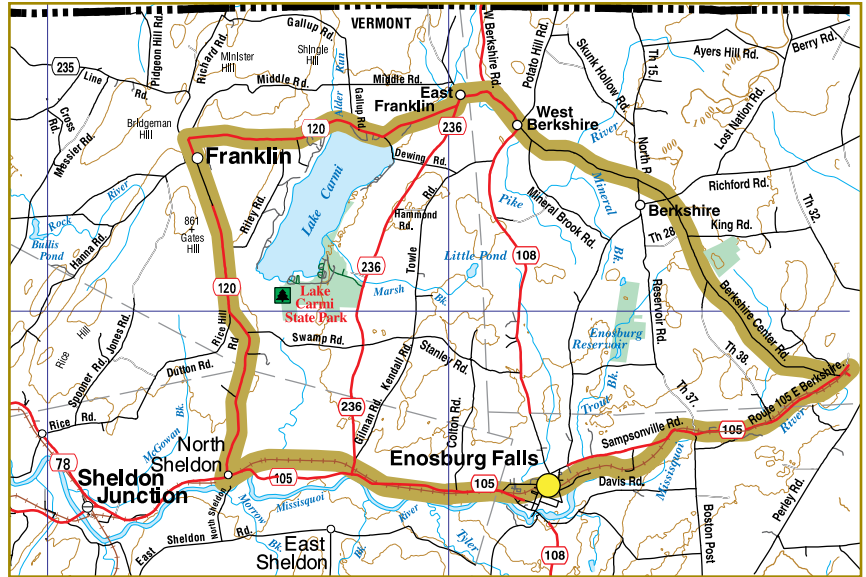 VERMONT
Gallup Rd.
Pidgeon Hill Rd.
Richard Rd.
Minister
Hill
Shingle
Hill
Alder Run
Gallup Rd.
W Berkshire Rd.
Potato Hill Rd.
Skunk Hollow Rd.
Th 15.
Ayers Hill Rd.
Berry Rd.
235
Line Rd.
Middle Rd.
Middle Rd.
East
Franklin
Cross Rd.
Messier Rd.
Bridgeman
Hill
120
236
West
Berkshire
River
Lost Nation Rd.
North R
Franklin
Dewing Rd.
Lake Carmi
Riley Rd.
Hammond
Rd.
Rd.
Towle
Pike
Mineral
Bk.
Mineral Brook Rd.
Richford Rd.
Berkshire
King Rd.
Th 28
Th 32.
River
Rock
Bullis
Pond
Hanna Rd.
861
+
Gates
Hill
236
108
Little Pond
Marsh Bk.
120
Lake
Carmi
State Park
Reservoir Rd.
Berkshire Center Rd.
Enosburg
Reservoir
Rice Hill
Rd
Rice Hill
Jones Rd.
Spooner Rd.
Dutton Rd.
Swamp Rd.
Stanley Rd.
Kendall Rd.
Gilman Rd.
236
Colton Rd.
Trout
Bk.
Th 37.
Th 38.
Route 105 E Berkshire.
River
Rice Rd.
McGowan Bk.
North
Sheldon
Enosburg Falls
Sampsonville Rd.
105
78
Sheldon
Junction
105
105
Davis Rd.
Missisquoi
North Sheldon
Morrow
Bk.
Missisquoi
River
Tyler
Boston Post
Perley Rd.
East Sheldon Rd.
East
Sheldon
Bk.
108